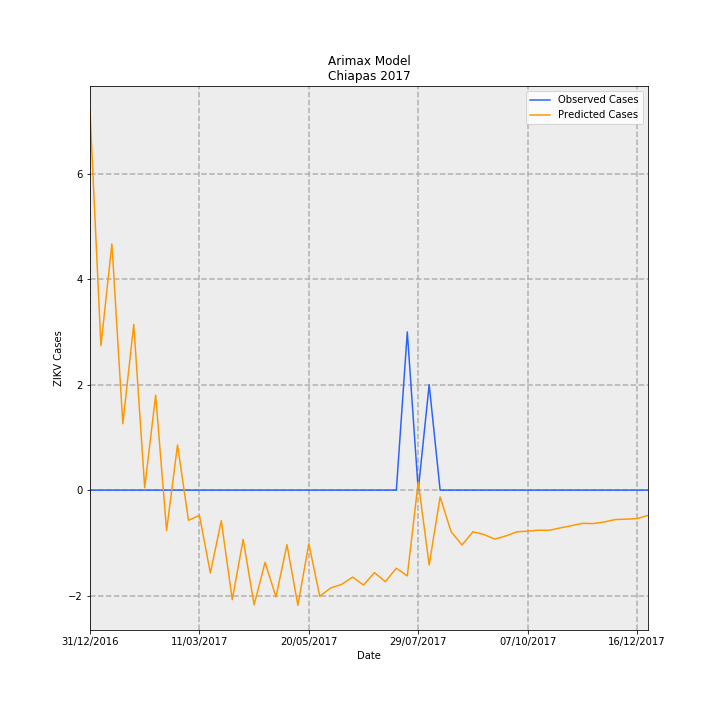 Arimax Model
Chiapas 2017
Observed Cases
Predicted Cases
ZIKV Cases
6
4
2
0
−2
31/12/2016 11/03/2017 20/05/2017 29/07/2017 07/10/2017 16/12/2017
Date